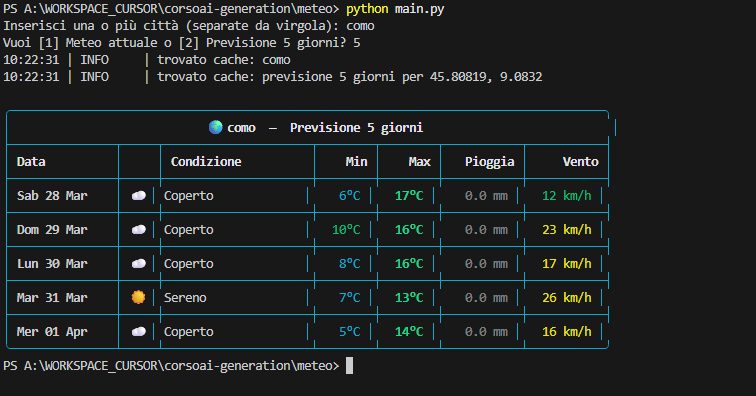 PS A:\WORKSPACE_CURSOR\corsoai-generation\meteo> python main.py
Inserisci una o più città (separate da virgola): como
Vuoi [1] Meteo attuale o [2] Previsione 5 giorni? 5
10:22:31 | INFO     | trovato cache: como
10:22:31 | INFO     | trovato cache: previsione 5 giorni per 45.80819, 9.0832
como — Previsione 5 giorni
Data Condizione Min Max Pioggia Vento
Sab 28 Mar Coperto 6°C 17°C 0.0 mm 12 km/h
Dom 29 Mar Coperto 10°C 16°C 0.0 mm 23 km/h
Lun 30 Mar Coperto 8°C 16°C 0.0 mm 17 km/h
Mar 31 Mar Sereno 7°C 13°C 0.0 mm 26 km/h
Mer 01 Apr Coperto 5°C 14°C 0.0 mm 16 km/h
PS A:\WORKSPACE_CURSOR\corsoai-generation\meteo>